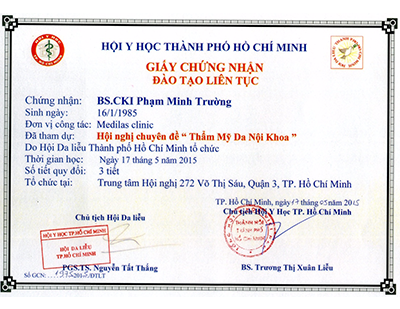 HỘI Y HỌC THÀNH PHỐ HỒ CHÍ MINH
GIẤY CHỨNG NHẬN
ĐÀO TẠO LIÊN TỤC
Chứng nhận: BS.CKI Phạm Minh Trường
Sinh ngày: 16/1/1985
Đơn vị công tác: Medilas clinic
Đã tham dự: Hội nghị chuyên đề " Thẩm Mỹ Da Nội Khoa "
Do Hội Da liễu Thành phố Hồ Chí Minh tổ chức
Thời gian học: Ngày 17 tháng 5 năm 2015
Số tiết quy đổi: 3 tiết
Tổ chức tại: Trung tâm Hội nghị 272 Võ Thị Sáu, Quận 3, TP. Hồ Chí Minh
TP. Hồ Chí Minh, ngày 17 tháng 05 năm 2015
Chủ tịch Hội Da liễu
Chủ tịch Hội Y Học TP. Hồ Chí Minh
HỘI Y HỌC TP HỒ CHÍ MINH
HỘI DA LIỄU
TP.HỒ CHÍ MINH
THÀNH PHỐ
HỒ CHÍ MINH
PGS.TS. Nguyễn Tất Thắng
BS. Trương Thị Xuân Liễu
Số GCN: